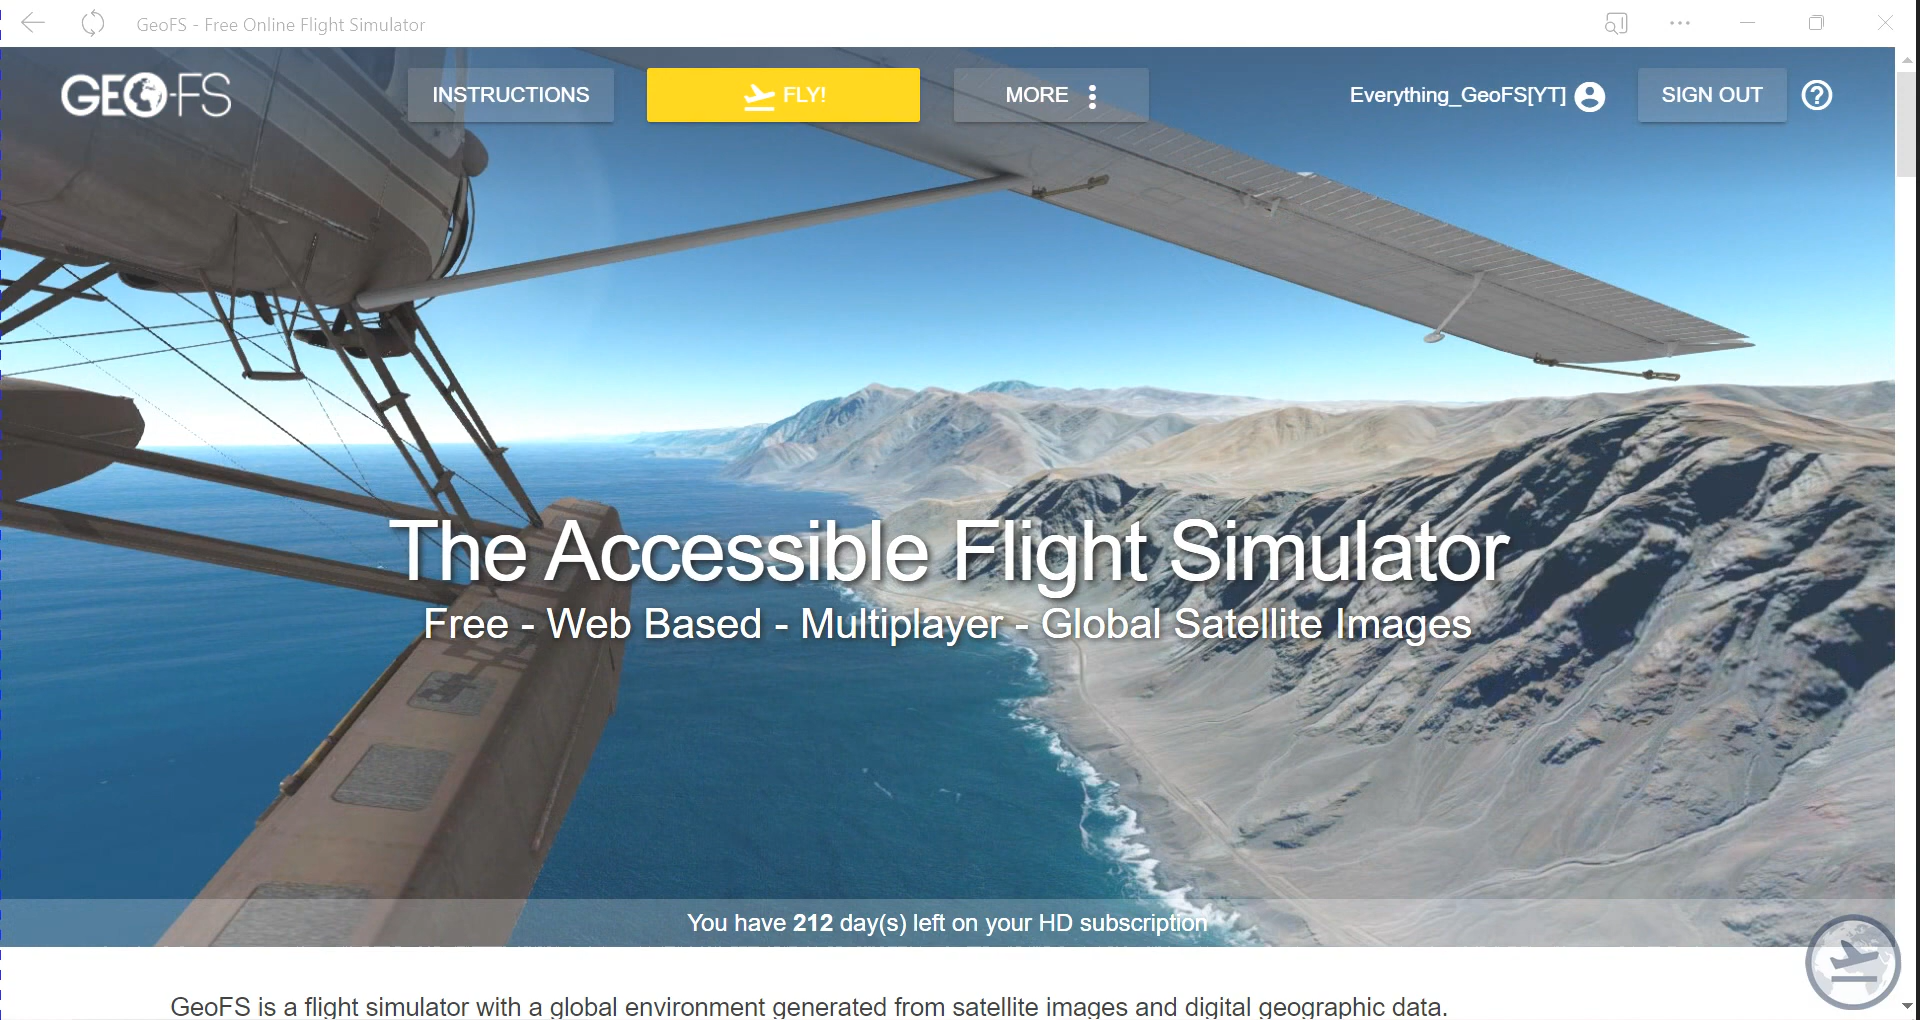 GeoFS - Free Online Flight Simulator
GEO-FS
INSTRUCTIONS
FLY!
MORE
Everything_GeoFS[YT]
SIGN OUT
The Accessible Flight Simulator
Free - Web Based - Multiplayer - Global Satellite Images
You have 212 day(s) left on your HD subscription
GeoFS is a flight simulator with a global environment generated from satellite images and digital geographic data.